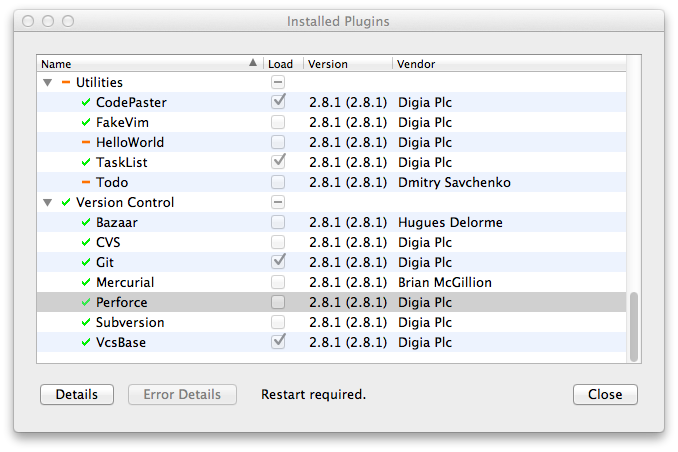 Installed Plugins
Name Load Version Vendor
Utilities
CodePaster 2.8.1 (2.8.1) Digia Plc
FakeVim 2.8.1 (2.8.1) Digia Plc
HelloWorld 2.8.1 (2.8.1) Digia Plc
TaskList 2.8.1 (2.8.1) Digia Plc
Todo 2.8.1 (2.8.1) Dmitry Savchenko
Version Control
Bazaar 2.8.1 (2.8.1) Hugues Delorme
CVS 2.8.1 (2.8.1) Digia Plc
Git 2.8.1 (2.8.1) Digia Plc
Mercurial 2.8.1 (2.8.1) Brian McGillion
Perforce 2.8.1 (2.8.1) Digia Plc
Subversion 2.8.1 (2.8.1) Digia Plc
VcsBase 2.8.1 (2.8.1) Digia Plc
Details Error Details Restart required. Close